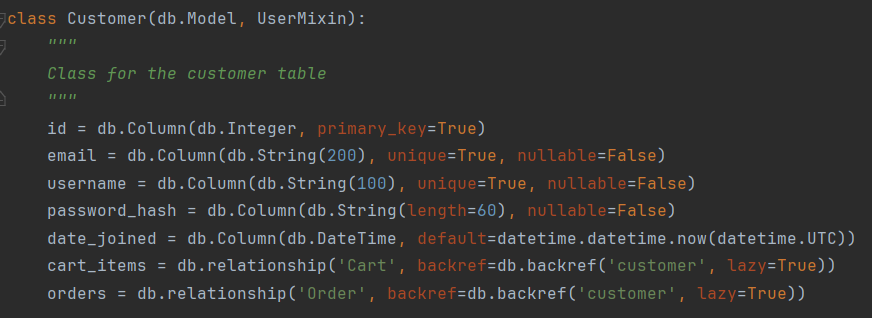 class Customer(db.Model, UserMixin):
    """
    Class for the customer table
    """
    id = db.Column(db.Integer, primary_key=True)
    email = db.Column(db.String(200), unique=True, nullable=False)
    username = db.Column(db.String(100), unique=True, nullable=False)
    password_hash = db.Column(db.String(length=60), nullable=False)
    date_joined = db.Column(db.DateTime, default=datetime.datetime.now(datetime.UTC))
    cart_items = db.relationship('Cart', backref=db.backref('customer', lazy=True))
    orders = db.relationship('Order', backref=db.backref('customer', lazy=True))